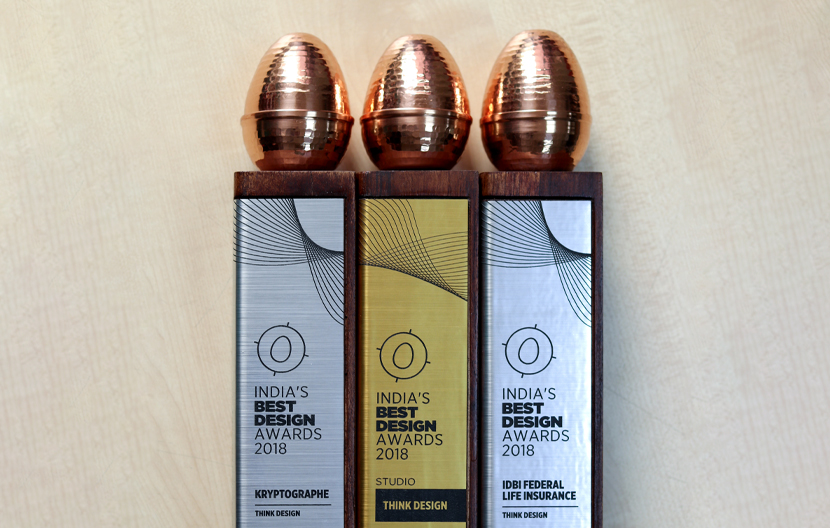 INDIA'S
BEST
DESIGN
AWARDS
2018
KRYPTOGRAPHE
THINK DESIGN
INDIA'S
BEST
DESIGN
AWARDS
2018
STUDIO
THINK DESIGN
INDIA'S
BEST
DESIGN
AWARDS
2018
IDBI FEDERAL
LIFE INSURANCE
THINK DESIGN